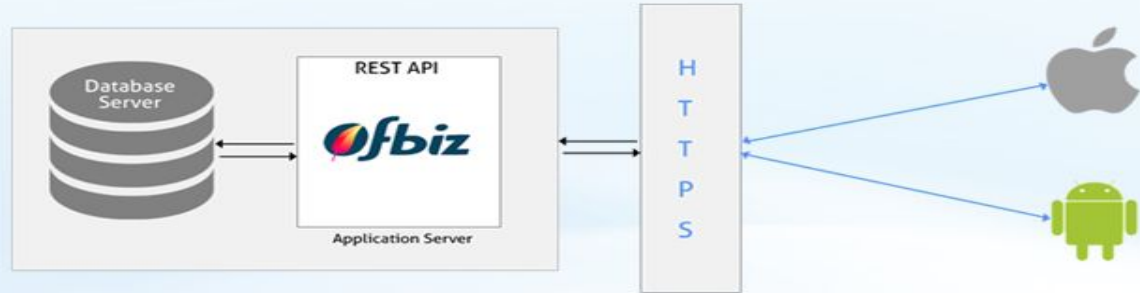 Database
Server
REST API
Ofbiz
Application Server
H
T
T
P
S